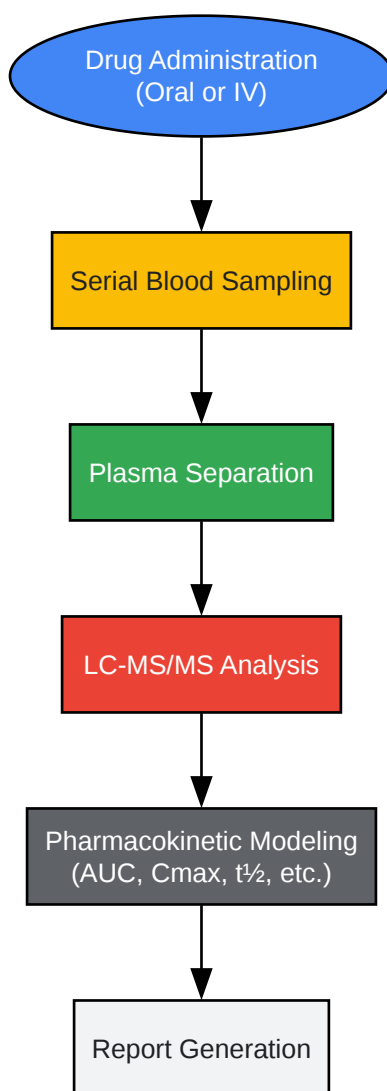 Drug Administration
(Oral or IV)
Serial Blood Sampling
Plasma Separation
LC-MS/MS Analysis
Pharmacokinetic Modeling
(AUC, Cmax, t½, etc.)
Report Generation